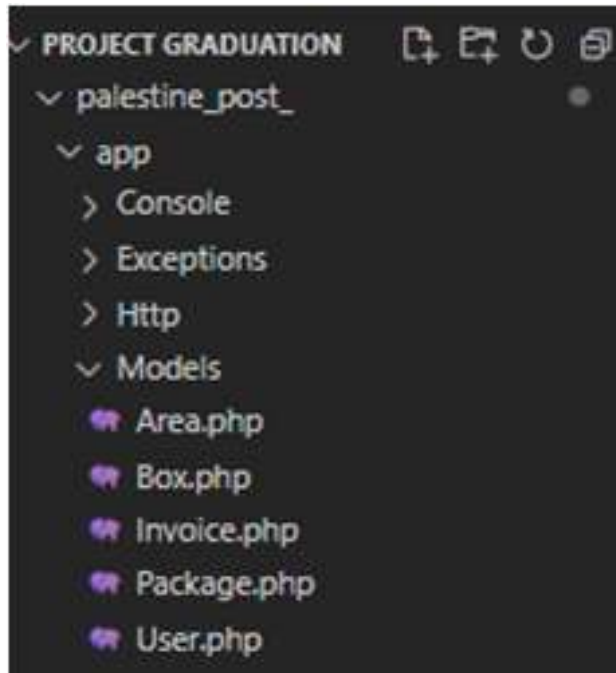 PROJECT GRADUATION
palestine_post_
app
Console
Exceptions
Http
Models
Area.php
Box.php
Invoice.php
Package.php
User.php